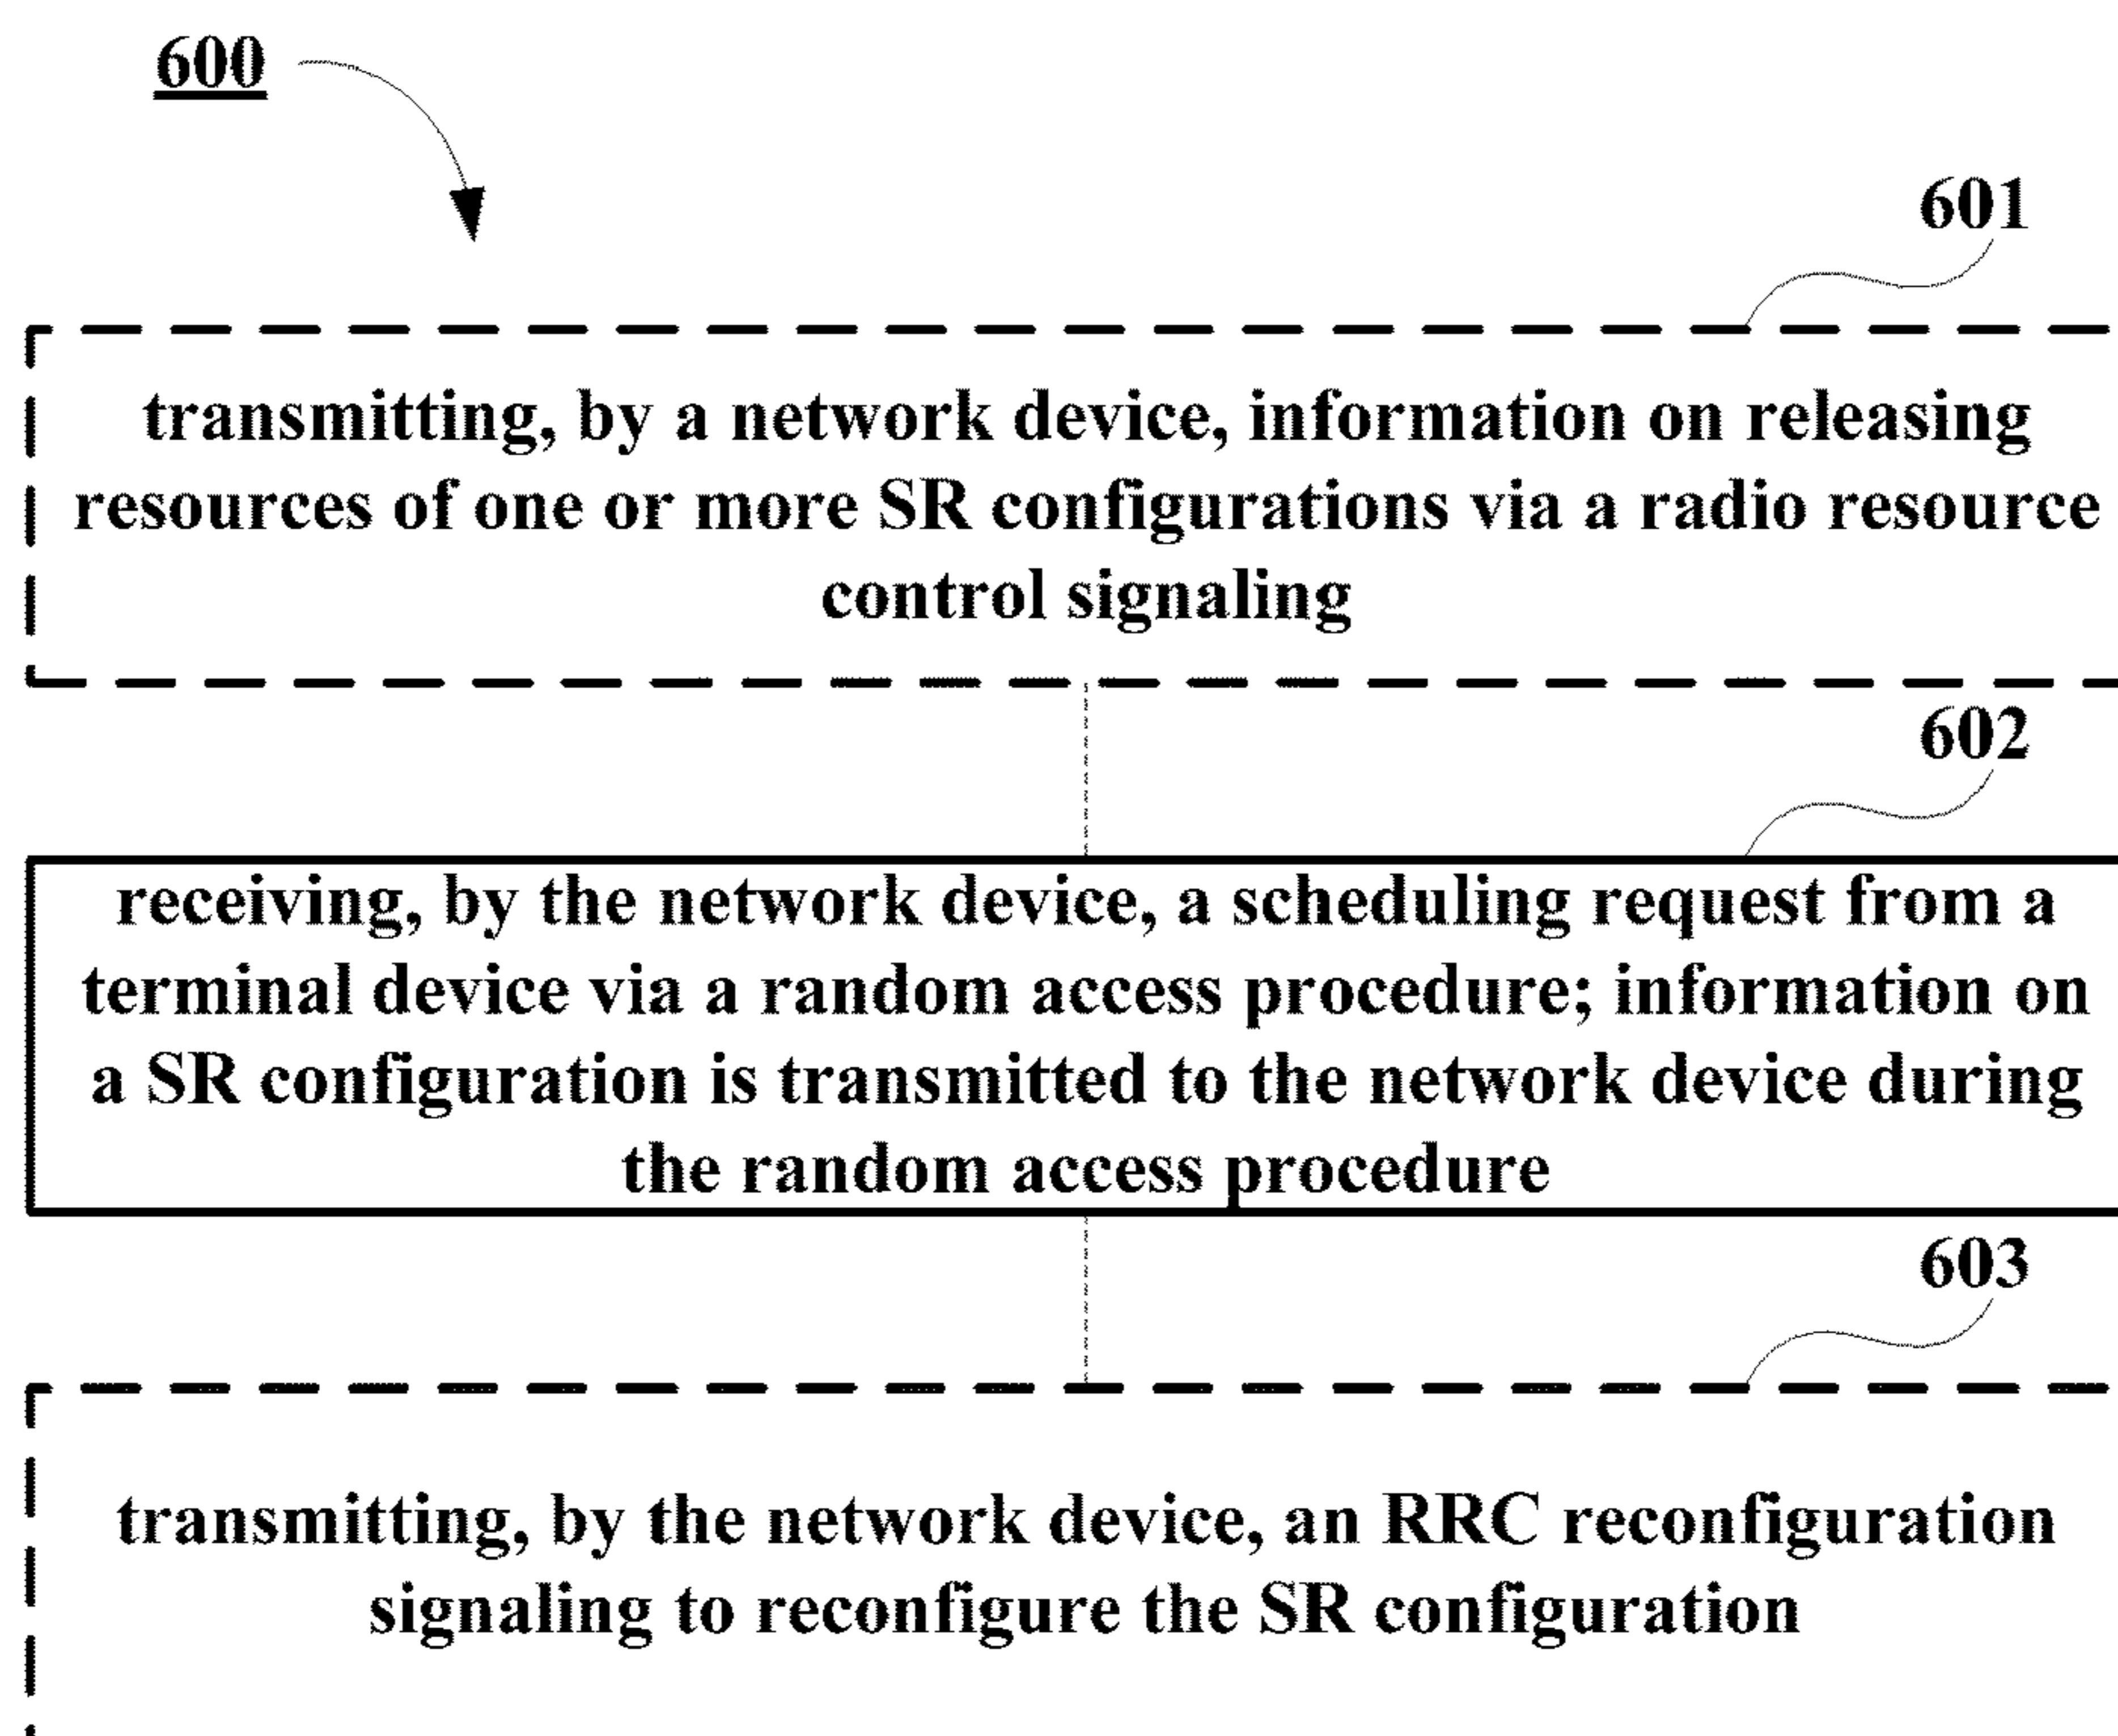 600
601
transmitting, by a network device, information on releasing
resources of one or more SR configurations via a radio resource
control signaling
602
receiving, by the network device, a scheduling request from a
terminal device via a random access procedure; information on
a SR configuration is transmitted to the network device during
the random access procedure
603
transmitting, by the network device, an RRC reconfiguration
signaling to reconfigure the SR configuration